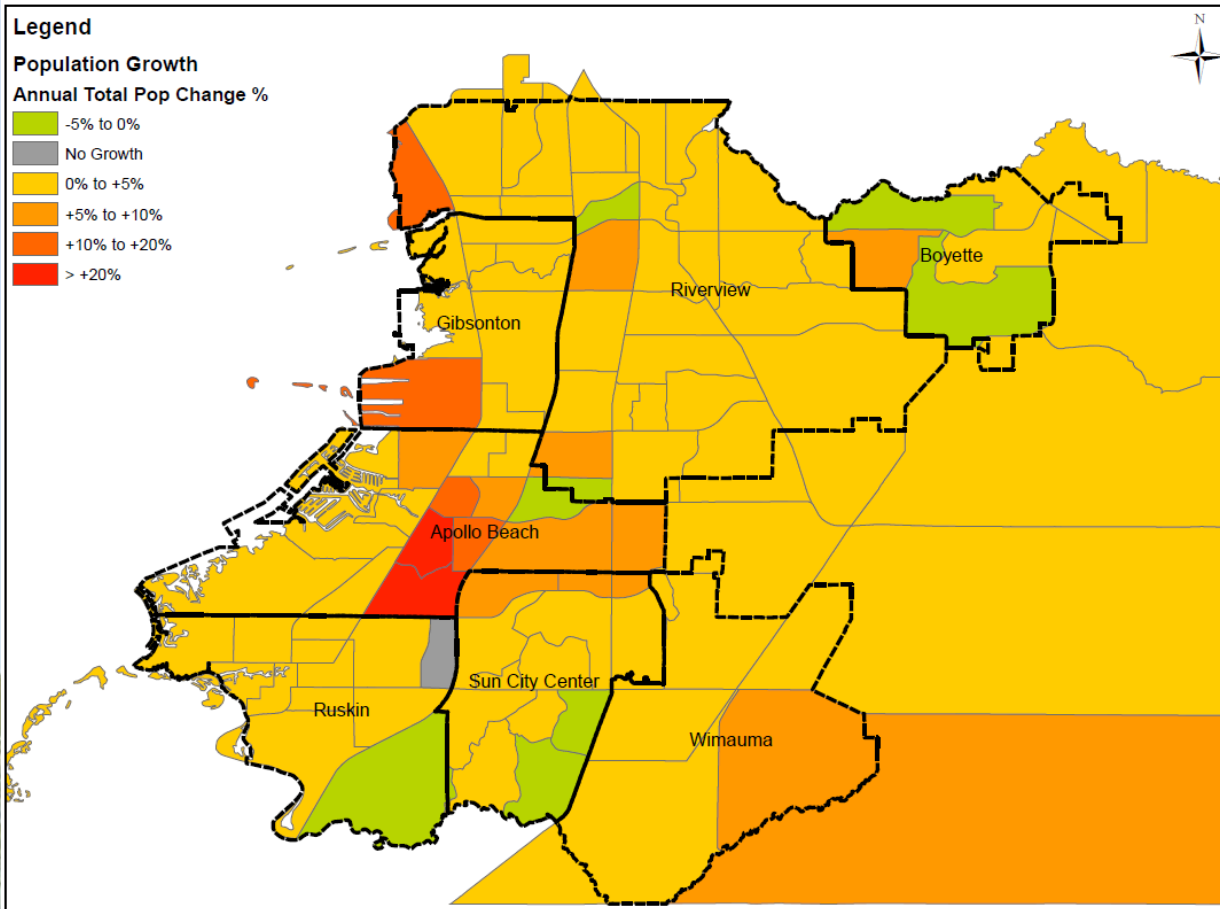 Legend
N
Population Growth
Annual Total Pop Change %
-5% to 0%
No Growth
0% to +5%
+5% to +10%
+10% to +20%
> +20%
Boyette
Riverview
Gibsonton
Apollo Beach
Sun City Center
Ruskin
Wimauma